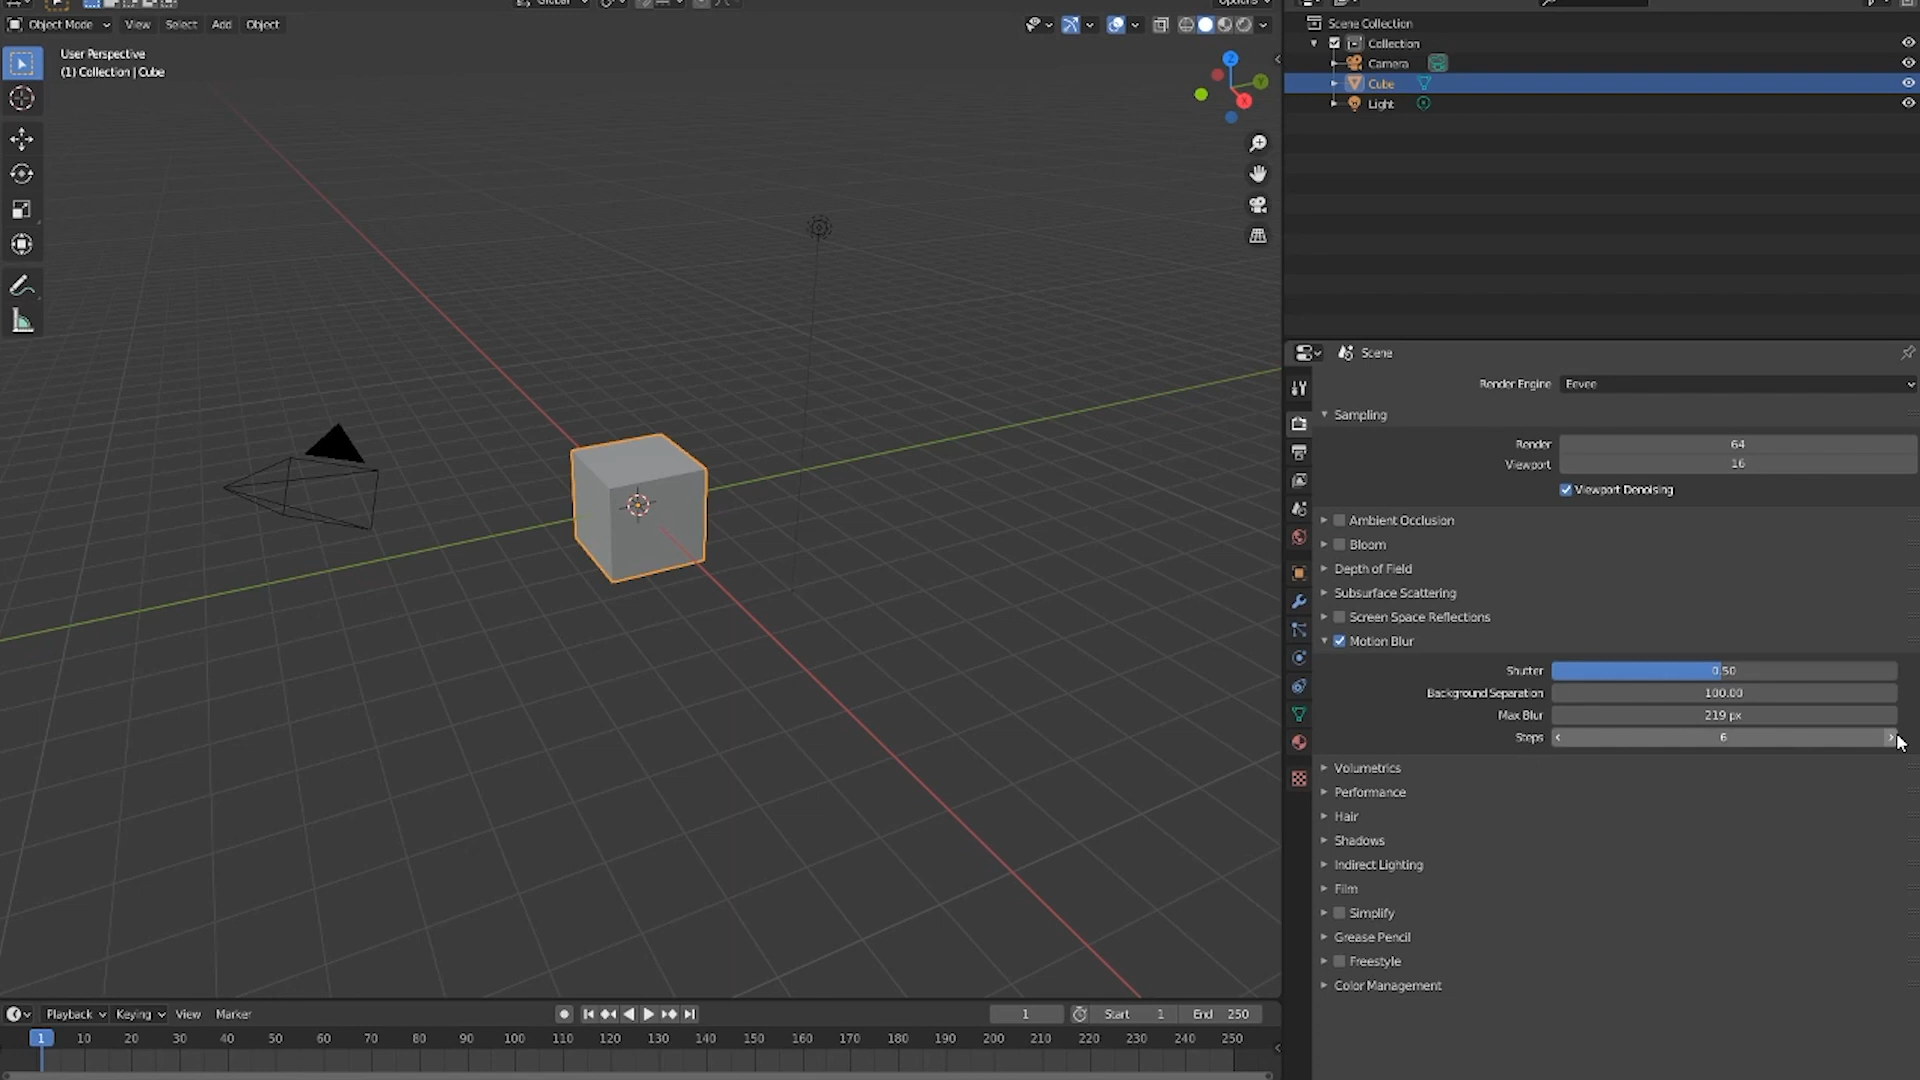 Global
Options
Object Mode View Select Add Object
User Perspective
(1) Collection | Cube
Z
Y
X
Scene Collection
Collection
Camera
Cube
Light
Scene
Render Engine Eevee
Sampling
Render 64
Viewport 16
Viewport Denoising
Ambient Occlusion
Bloom
Depth of Field
Subsurface Scattering
Screen Space Reflections
Motion Blur
Shutter 0.50
Background Separation 100.00
Max Blur 219 px
Steps 6
Volumetrics
Performance
Hair
Shadows
Indirect Lighting
Film
Simplify
Grease Pencil
Freestyle
Color Management
Playback Keying View Marker 1 Start 1 End 250
1 10 20 30 40 50 60 70 80 90 100 110 120 130 140 150 160 170 180 190 200 210 220 230 240 250